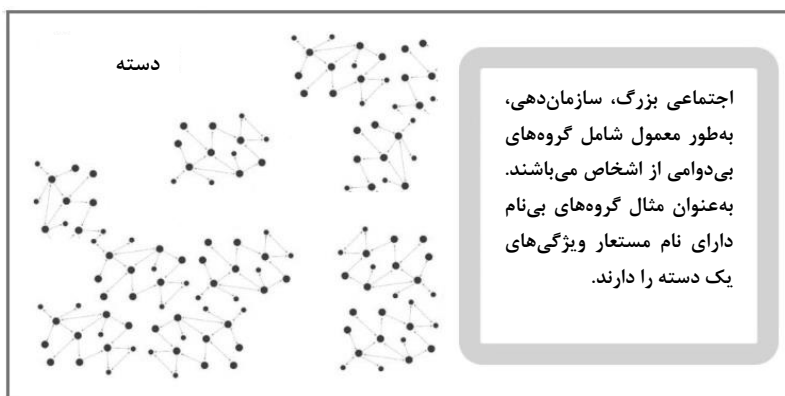 دسته
اجتماعی بزرگ، سازمان‌دهی،
به‌طور معمول شامل گروه‌های
بی‌دوامی از اشخاص می‌باشند.
به‌عنوان مثال گروه‌های بی‌نام
دارای نام مستعار ویژگی‌های
یک دسته را دارند.